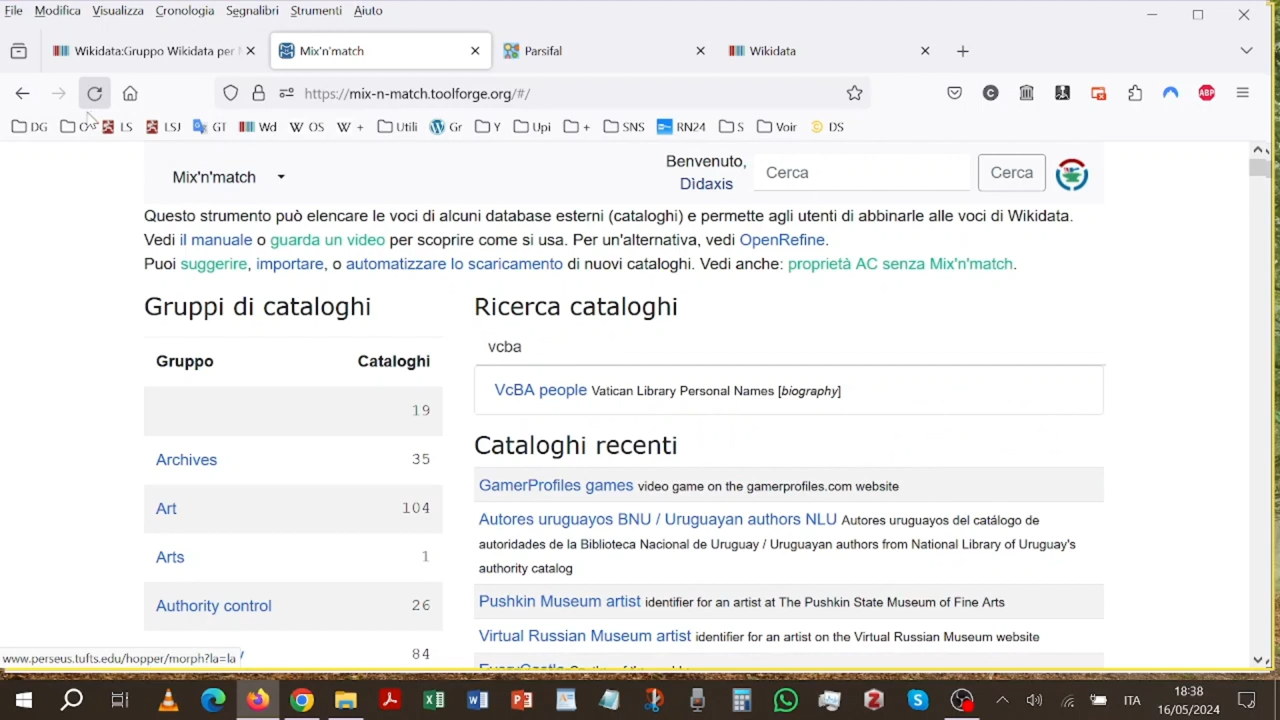 File Modifica Visualizza Cronologia Segnalibri Strumenti Aiuto
Wikidata:Gruppo Wikidata per Mix'n'match Parsifal Wikidata
https://mix-n-match.toolforge.org/#/
DG LS LSJ GT Wd OS + Utili Gr Y Upi + SNS RN24 S Voir DS
Mix'n'match Benvenuto, Dìdaxis Cerca Cerca
Questo strumento può elencare le voci di alcuni database esterni (cataloghi) e permette agli utenti di abbinarle alle voci di Wikidata.
Vedi il manuale o guarda un video per scoprire come si usa. Per un'alternativa, vedi OpenRefine.
Puoi suggerire, importare, o automatizzare lo scaricamento di nuovi cataloghi. Vedi anche: proprietà AC senza Mix'n'match.
Gruppi di cataloghi
Gruppo Cataloghi
19
Archives 35
Art 104
Arts 1
Authority control 26
84
Ricerca cataloghi
vcba
VcBA people Vatican Library Personal Names [biography]
Cataloghi recenti
GamerProfiles games video game on the gamerprofiles.com website
Autores uruguayos BNU / Uruguayan authors NLU Autores uruguayos del catálogo de
autoridades de la Biblioteca Nacional de Uruguay / Uruguayan authors from National Library of Uruguay's
authority catalog
Pushkin Museum artist identifier for an artist at The Pushkin State Museum of Fine Arts
Virtual Russian Museum artist identifier for an artist on the Virtual Russian Museum website
www.perseus.tufts.edu/hopper/morph?la=la
ITA 18:38
16/05/2024